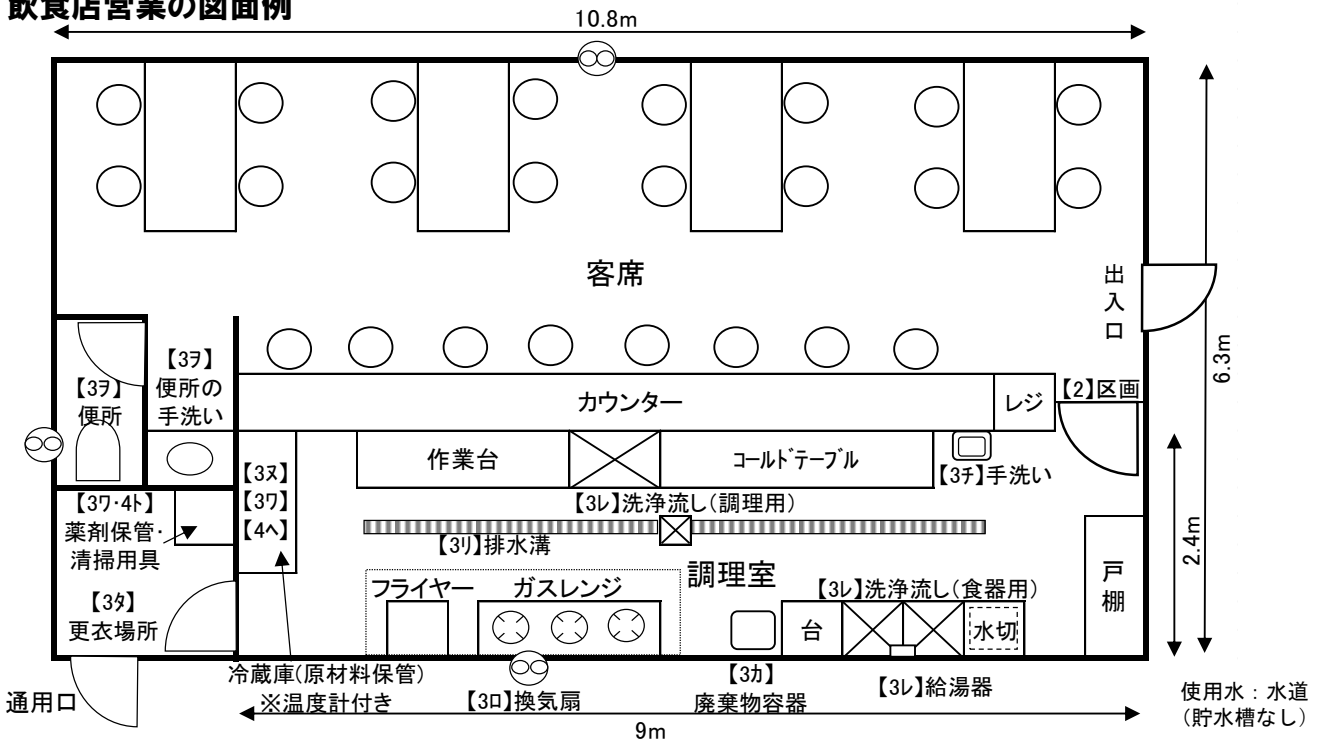 飲食店営業の図面例
10.8m
客席
出
入
口
6.3m
【3ｦ】
便所
【3ｦ】
便所の
手洗い
カウンター
レジ
【2】区画
【3ﾇ】
【3ﾜ】
【4ﾍ】
作業台
ｺｰﾙﾄﾞﾃｰﾌﾞﾙ
【3ﾁ】手洗い
【3ﾚ】洗浄流し(調理用)
【3ﾘ】排水溝
【3ﾜ･4ﾄ】
薬剤保管･
清掃用具
【3ﾀ】
更衣場所
フライヤー
ガスレンジ
調理室
【3ﾚ】洗浄流し(食器用)
台
水切
戸
棚
2.4m
通用口
冷蔵庫(原材料保管)
※温度計付き
【3ﾛ】換気扇
【3ｶ】
廃棄物容器
【3ﾚ】給湯器
9m
使用水：水道
(貯水槽なし)